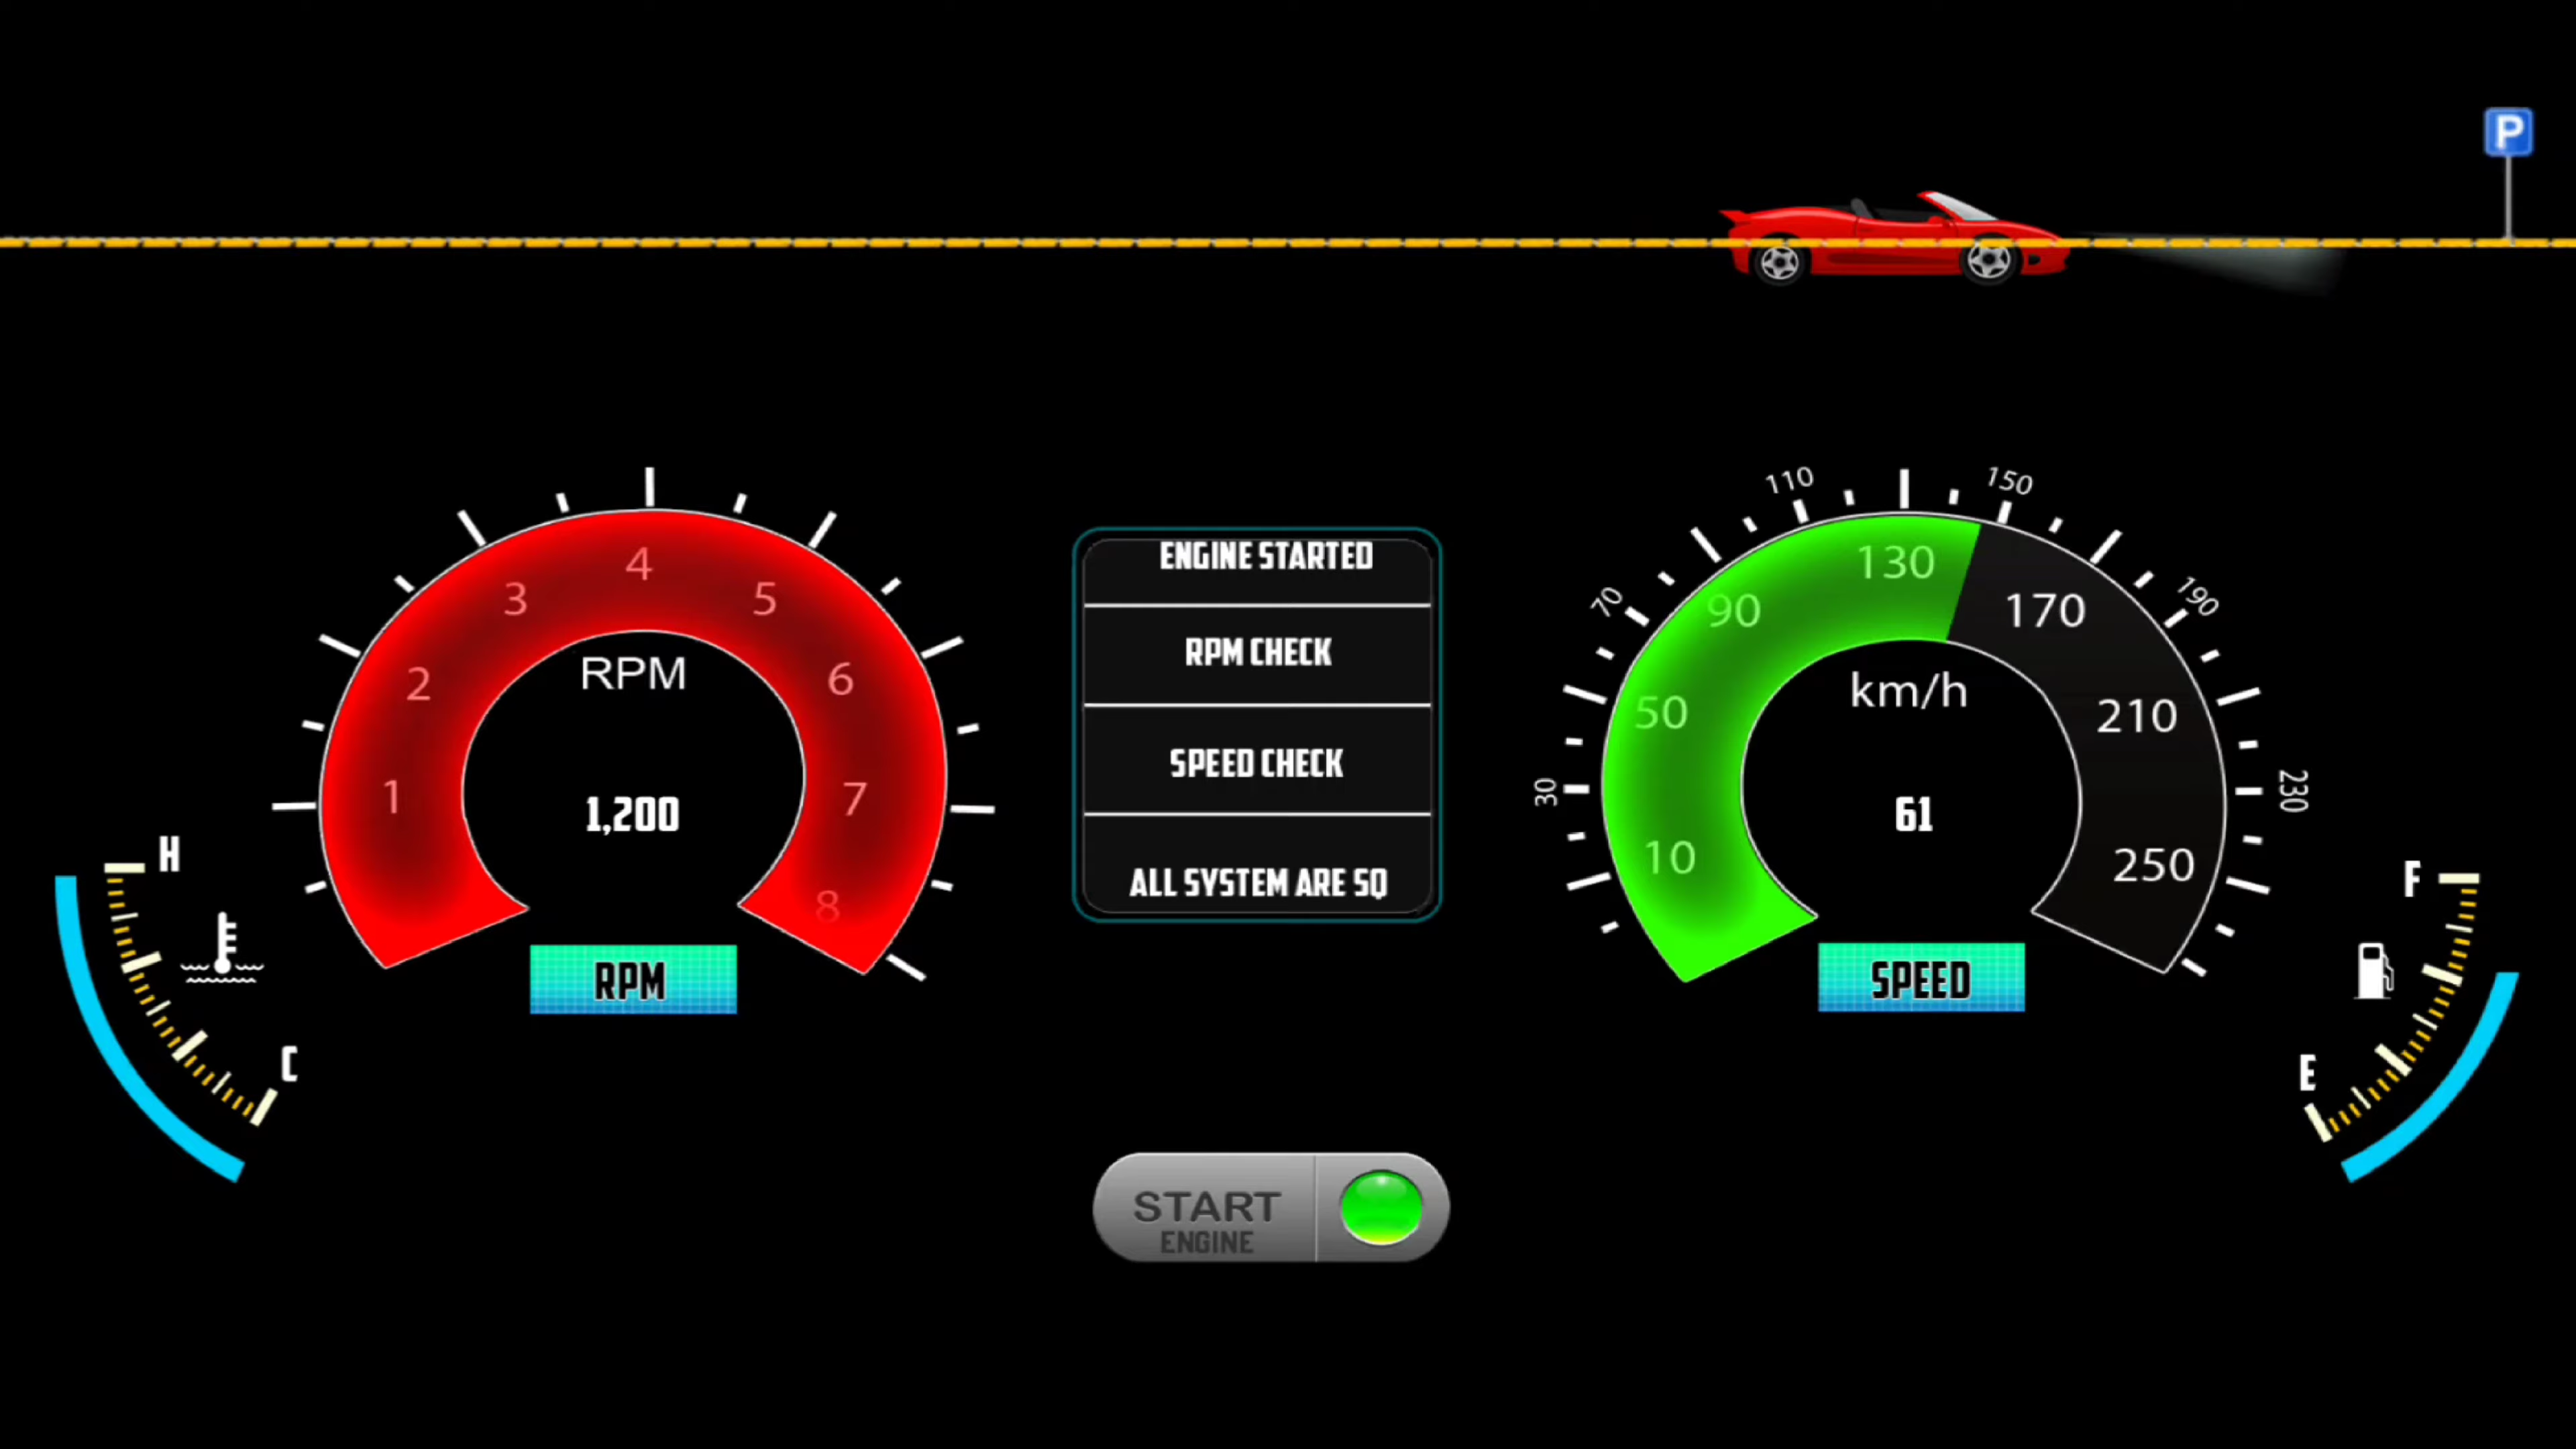 P
110
150
ENGINE STARTED
4
130
3
5
70
90
170
190
RPM CHECK
RPM
2
6
km/h
50
210
SPEED CHECK
1
7
30
230
1,200
61
H
10
250
ALL SYSTEM ARE SQ
F
8
RPM
SPEED
C
E
START
ENGINE